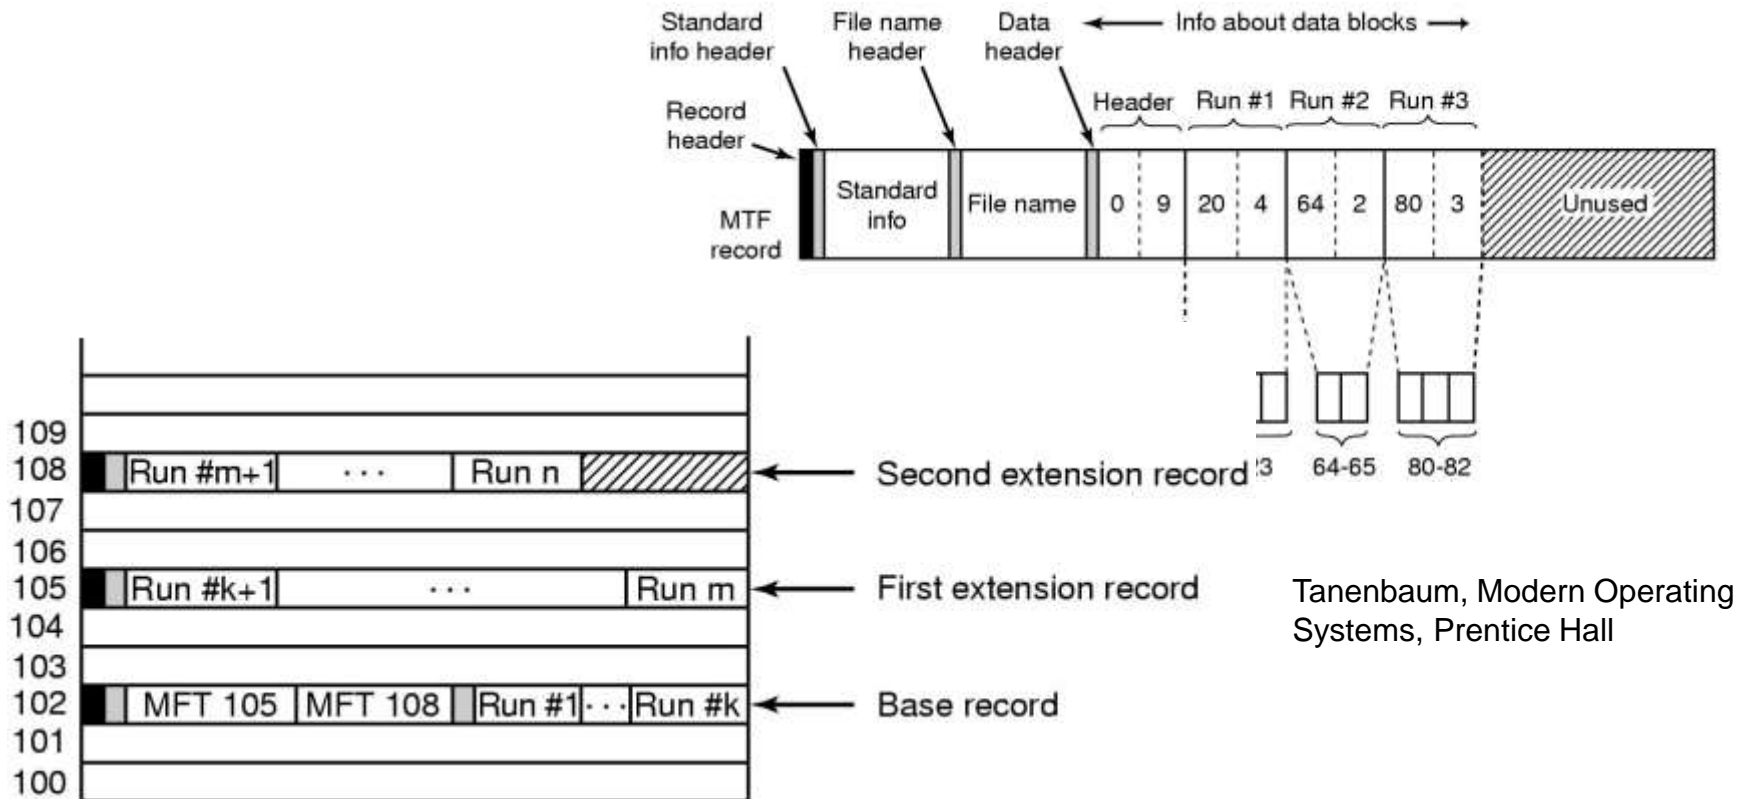 Standard
info header
File name
header
Data
header
Info about data blocks
Record
header
Header Run #1 Run #2 Run #3
MTF
record
Standard
info
File name
0 9 20 4 64 2 80 3
Unused
64-65 80-82
109
108 Run #m+1 ... Run n Second extension record
107
106
105 Run #k+1 ... Run m First extension record
104
103
102 MFT 105 MFT 108 Run #1 ... Run #k Base record
101
100
Tanenbaum, Modern Operating
Systems, Prentice Hall